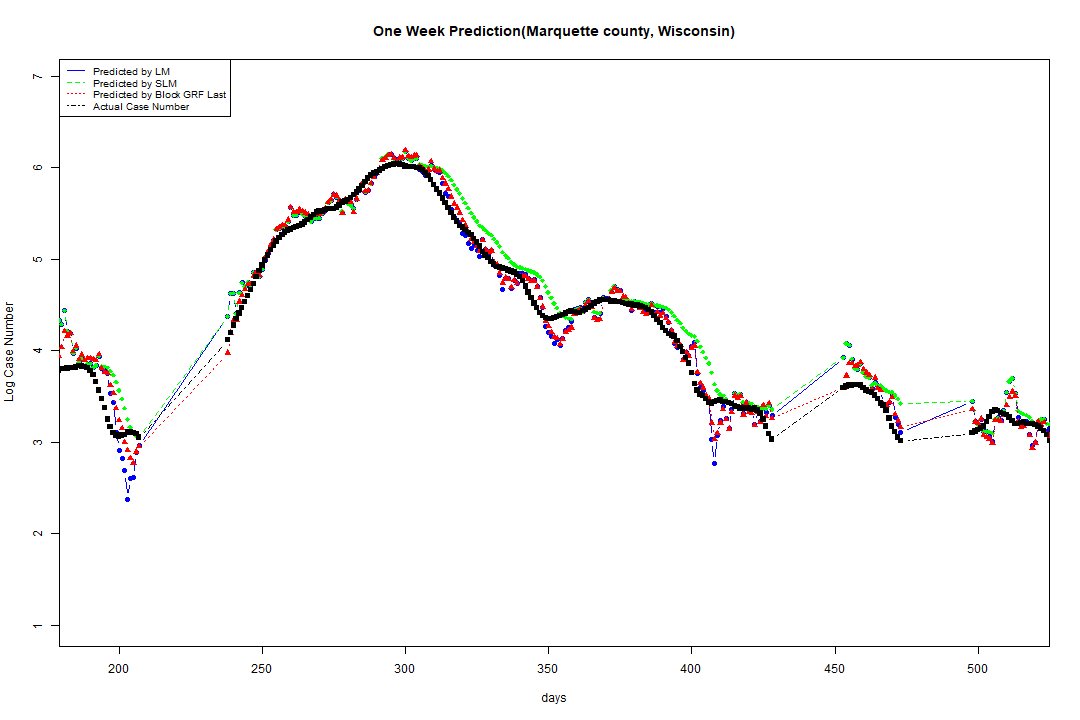 One Week Prediction(Marquette county, Wisconsin)
Predicted by LM
Predicted by SLM
Predicted by Block GRF Last
Actual Case Number
Log Case Number
7
6
5
4
3
2
1
200 250 300 350 400 450 500
days